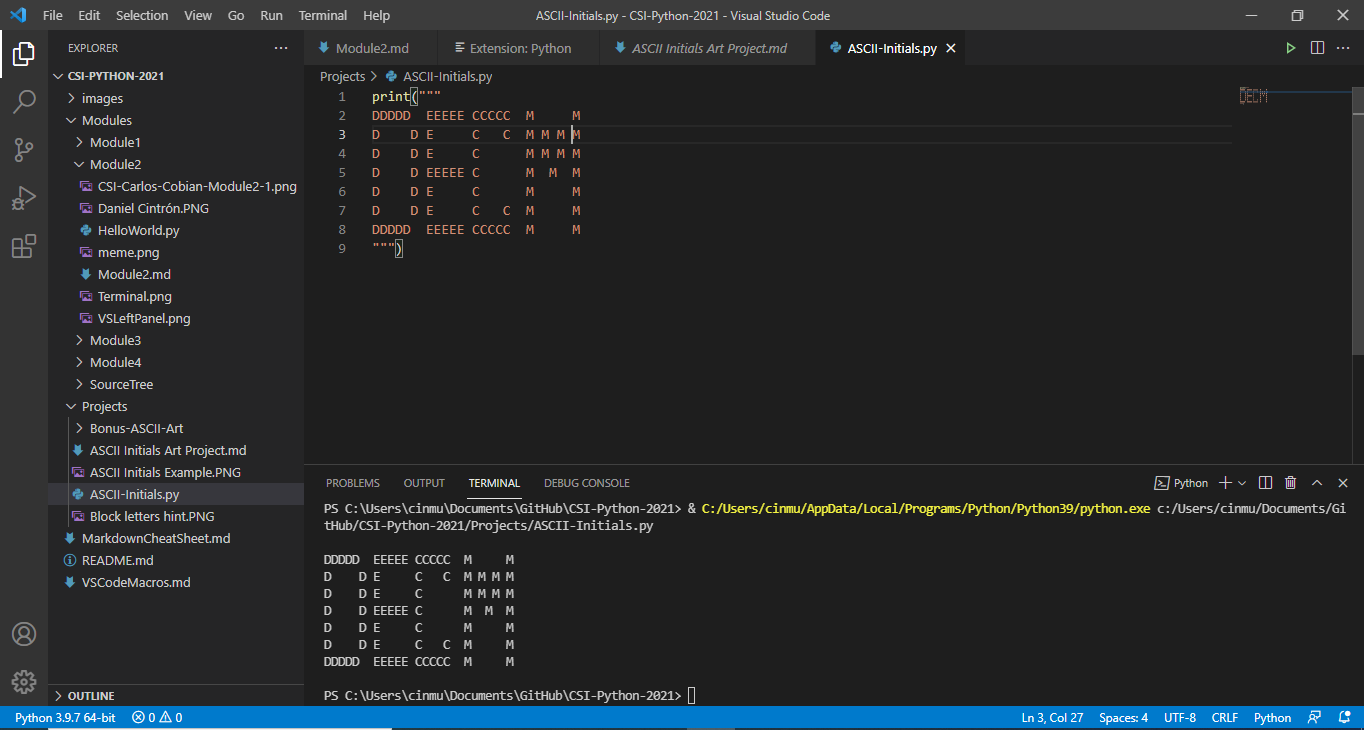 File Edit Selection View Go Run Terminal Help ASCII-Initials.py - CSI-Python-2021 - Visual Studio Code
EXPLORER
CSI-PYTHON-2021
images
Modules
Module1
Module2
CSI-Carlos-Cobian-Module2-1.png
Daniel Cintrón.PNG
HelloWorld.py
meme.png
Module2.md
Terminal.png
VSLeftPanel.png
Module3
Module4
SourceTree
Projects
Bonus-ASCII-Art
ASCII Initials Art Project.md
ASCII Initials Example.PNG
ASCII-Initials.py
Block letters hint.PNG
MarkdownCheatSheet.md
README.md
VSCodeMacros.md
OUTLINE
Module2.md Extension: Python ASCII Initials Art Project.md ASCII-Initials.py
Projects > ASCII-Initials.py
1 print("""
2 DDDDD  EEEEE CCCCC  M     M
3 D    D E     C   C  M M M M
4 D    D E     C      M M M M
5 D    D EEEEE C      M  M  M
6 D    D E     C      M     M
7 D    D E     C   C  M     M
8 DDDDD  EEEEE CCCCC  M     M
9 """)
PROBLEMS OUTPUT TERMINAL DEBUG CONSOLE Python
PS C:\Users\cinmu\Documents\GitHub\CSI-Python-2021> & C:/Users/cinmu/AppData/Local/Programs/Python/Python39/python.exe c:/Users/cinmu/Documents/Gi
tHub/CSI-Python-2021/Projects/ASCII-Initials.py
DDDDD  EEEEE CCCCC  M     M
D    D E     C   C  M M M M
D    D E     C      M M M M
D    D EEEEE C      M  M  M
D    D E     C      M     M
D    D E     C   C  M     M
DDDDD  EEEEE CCCCC  M     M
PS C:\Users\cinmu\Documents\GitHub\CSI-Python-2021>
Python 3.9.7 64-bit 0 0 Ln 3, Col 27 Spaces: 4 UTF-8 CRLF Python